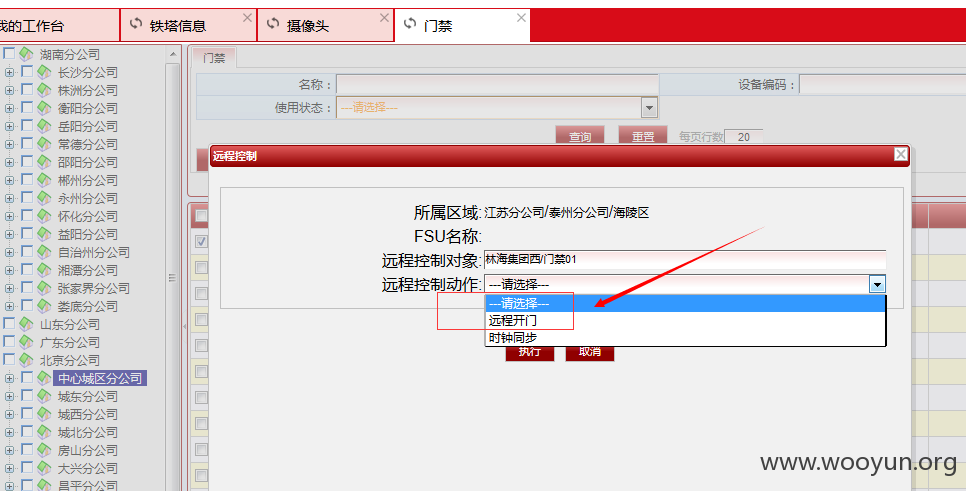 我的工作台 铁塔信息 摄像头 门禁
湖南分公司
长沙分公司
株洲分公司
衡阳分公司
岳阳分公司
常德分公司
邵阳分公司
郴州分公司
永州分公司
怀化分公司
益阳分公司
自治州分公司
湘潭分公司
张家界分公司
娄底分公司
山东分公司
广东分公司
北京分公司
中心城区分公司
城东分公司
城西分公司
城北分公司
房山分公司
大兴分公司
昌平分公司
门禁
名称： 设备编码：
使用状态： ---请选择---
查询 重置 每页行数 20
远程控制
所属区域: 江苏分公司/泰州分公司/海陵区
FSU名称:
远程控制对象: 林海集团西/门禁01
远程控制动作: ---请选择---
---请选择---
远程开门
时钟同步
执行 取消
www.wooyun.org